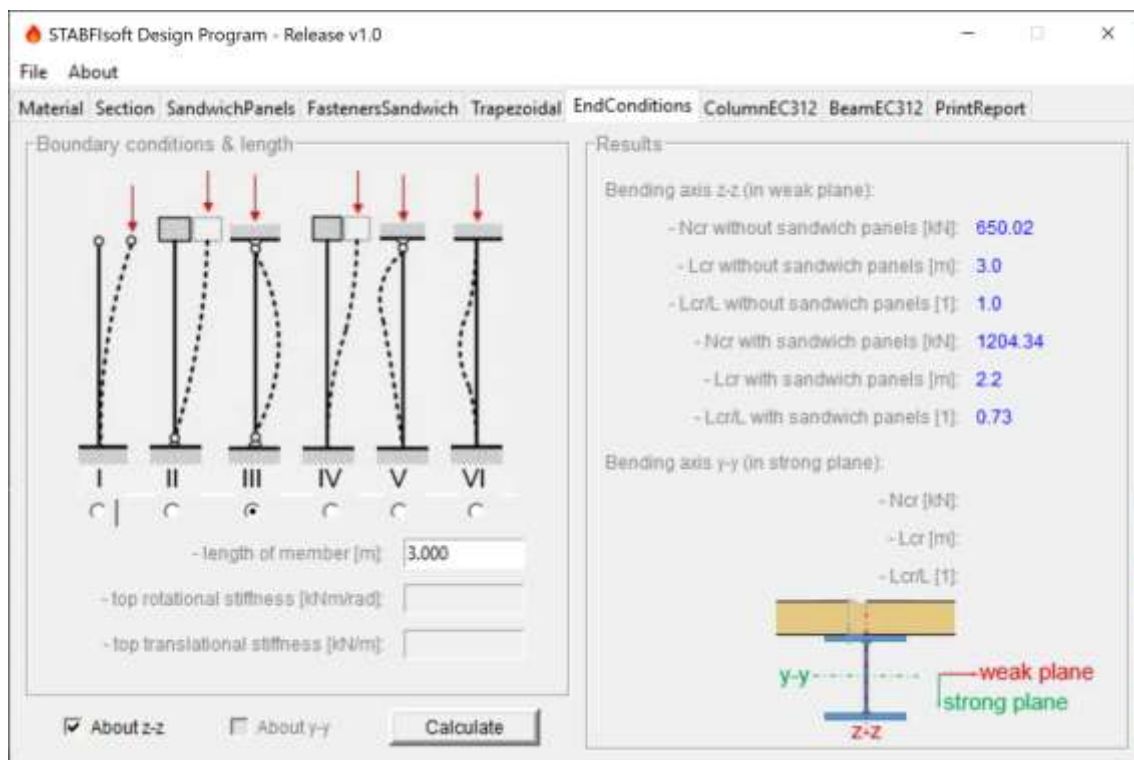 STABFIsoft Design Program - Release v1.0
File About
Material Section SandwichPanels FastenersSandwich Trapezoidal EndConditions ColumnEC312 BeamEC312 PrintReport
Boundary conditions & length
I II III IV V VI
- length of member [m]: 3.000
- top rotational stiffness [kNm/rad]:
- top translational stiffness [kN/m]:
About z-z About y-y Calculate
Results
Bending axis z-z (in weak plane):
- Ncr without sandwich panels [kN]: 650.02
- Lcr without sandwich panels [m]: 3.0
- Lcr/L without sandwich panels [1]: 1.0
- Ncr with sandwich panels [kN]: 1204.34
- Lcr with sandwich panels [m]: 2.2
- Lcr/L with sandwich panels [1]: 0.73
Bending axis y-y (in strong plane):
- Ncr [kN]:
- Lcr [m]:
- Lcr/L [1]:
y-y weak plane
strong plane
z-z